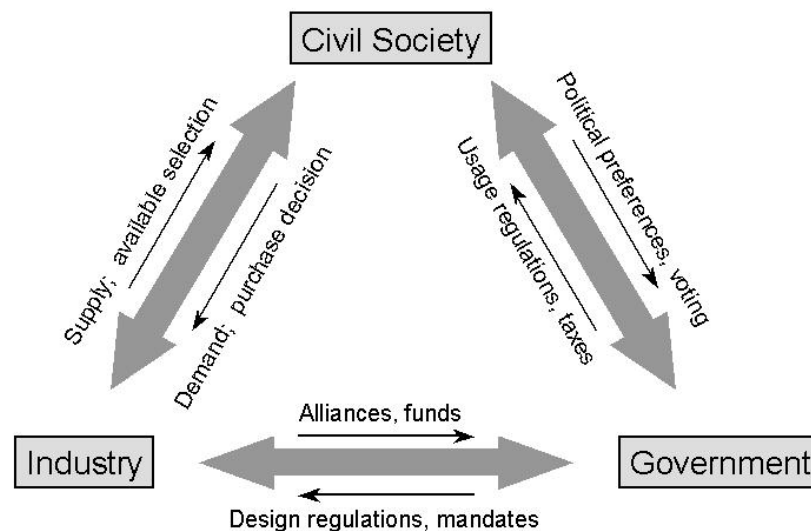 Civil Society
Supply; available selection
Demand; purchase decision
Usage regulations, taxes
Political preferences, voting
Alliances, funds
Industry
Government
Design regulations, mandates